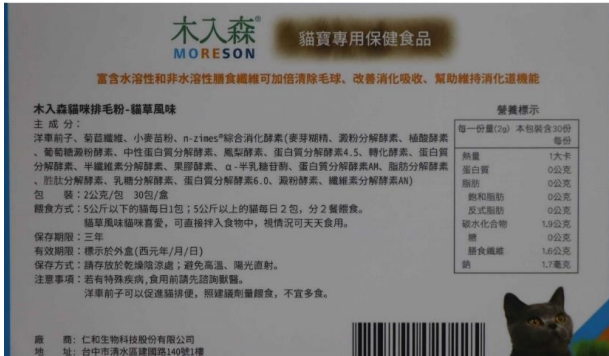 木入森®
MORESON
貓寶專用保健食品
富含水溶性和非水溶性膳食纖維可加倍清除毛球、改善消化吸收、幫助維持消化道機能
木入森貓咪排毛粉-貓草風味
主 成 分：
洋車前子、菊苣纖維、小麥苗粉、n-zimes®綜合消化酵素(麥芽糊精、澱粉分解酵素、植酸酵素
、葡萄糖澱粉酵素、中性蛋白質分解酵素、鳳梨酵素、蛋白質分解酵素4.5、轉化酵素、蛋白質
分解酵素、半纖維素分解酵素、果膠酵素、α-半乳糖苷酶、蛋白質分解酵素AM、脂肪分解酵素
、胜肽分解酵素、乳糖分解酵素、蛋白質分解酵素6.0、澱粉酵素、纖維素分解酵素AN)
包　　裝：2公克/包　30包/盒
餵食方式：5公斤以下的貓每日1包；5公斤以上的貓每日２包，分２餐餵食。
貓草風味貓咪喜愛，可直接拌入食物中，視情況可天天食用。
保存期限：三年
有效期限：標示於外盒(西元年/月/日)
保存方式：請存放於乾燥陰涼處；避免高溫、陽光直射。
注意事項：若有特殊疾病,食用前請先諮詢獸醫。
洋車前子可以促進貓排便，照建議劑量餵食，不宜多食。
廠　　商：仁和生物科技股份有限公司
地　　址：台中市清水區建國路140號1樓
營養標示
每一份量(2g) 本包裝含30份
每份
熱量 1大卡
蛋白質 0公克
脂肪 0公克
飽和脂肪 0公克
反式脂肪 0公克
碳水化合物 1.9公克
糖 0公克
膳食纖維 1.6公克
鈉 1.7毫克